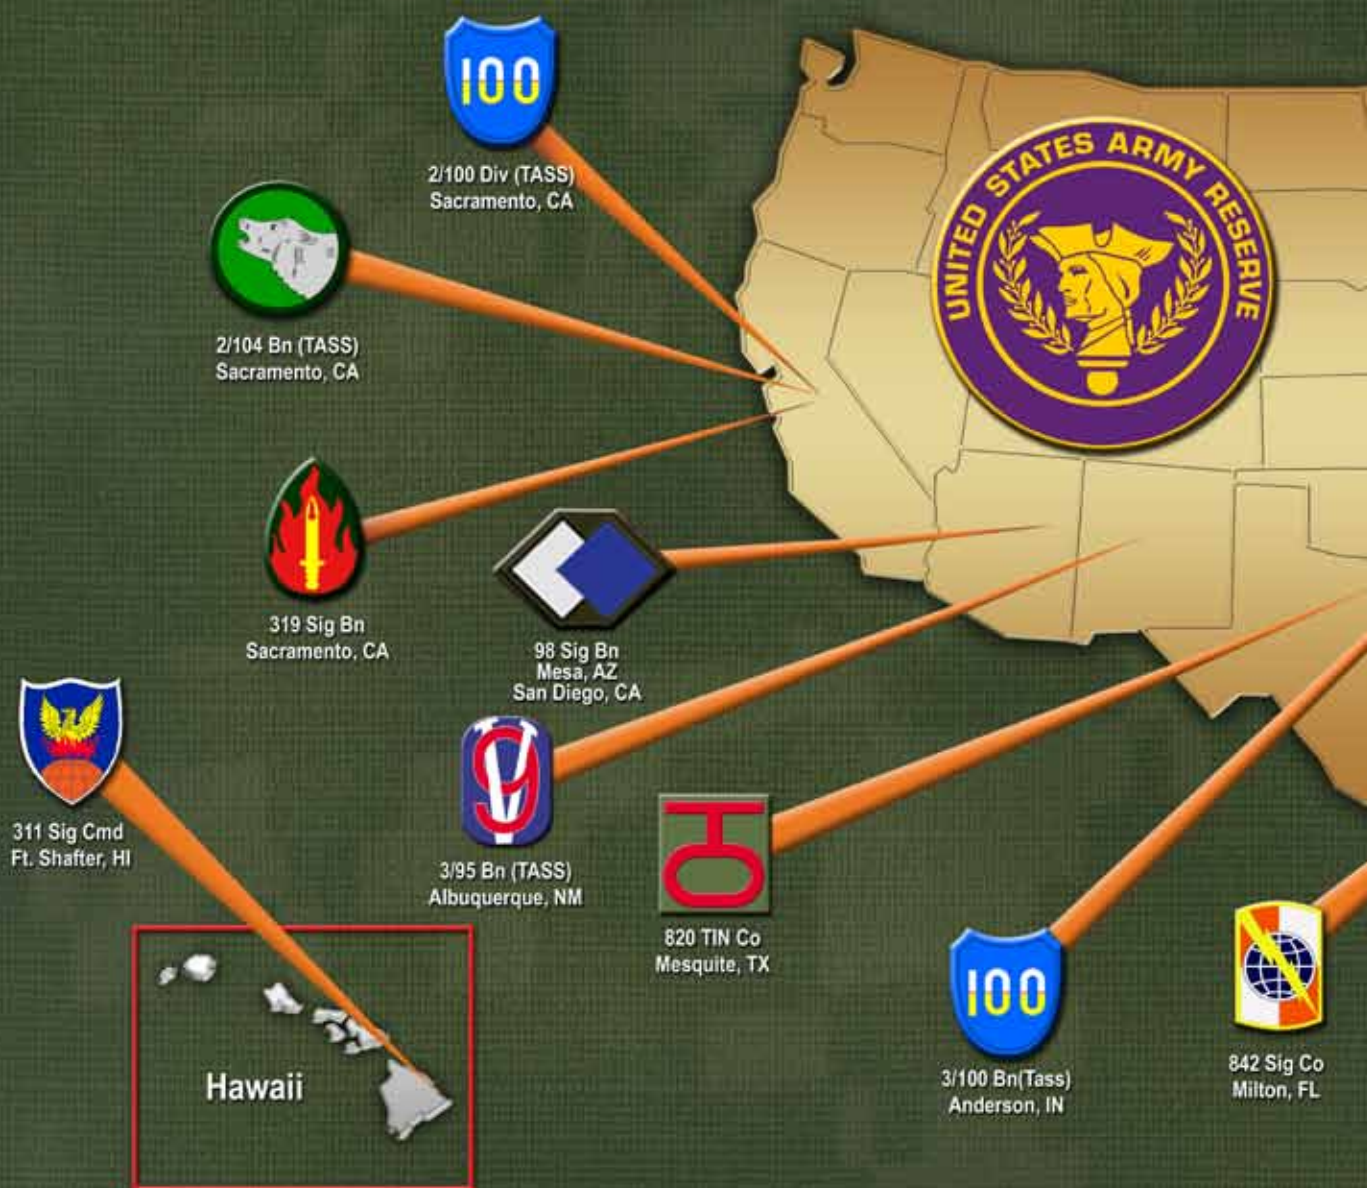 100
2/100 Div (TASS)
Sacramento, CA
UNITED STATES ARMY RESERVE
2/104 Bn (TASS)
Sacramento, CA
319 Sig Bn
Sacramento, CA
98 Sig Bn
Mesa, AZ
San Diego, CA
311 Sig Cmd
Ft. Shafter, HI
9V
3/95 Bn (TASS)
Albuquerque, NM
820 TIN Co
Mesquite, TX
100
3/100 Bn(Tass)
Anderson, IN
842 Sig Co
Milton, FL
Hawaii